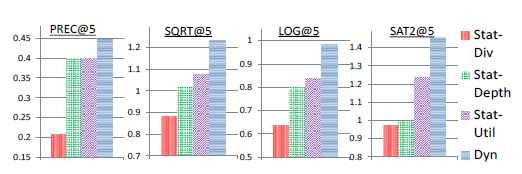 PREC@5
0.45
0.4
0.35
0.3
0.25
0.2
0.15
SQRT@5
1.2
1.1
1
0.9
0.8
0.7
LOG@5
1
0.9
0.8
0.7
0.6
0.5
SAT2@5
1.4
1.3
1.2
1.1
1
0.9
0.8
Stat-
Div
Stat-
Depth
Stat-
Util
Dyn